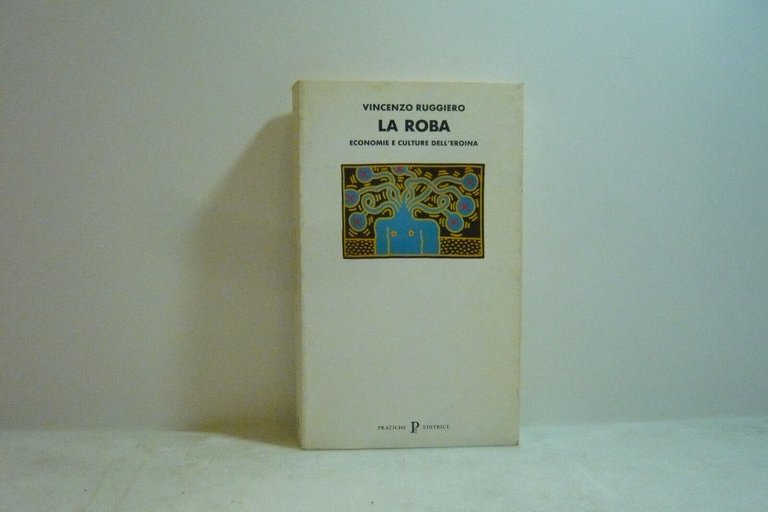 VINCENZO RUGGIERO
LA ROBA
ECONOMIE E CULTURE DELL'EROINA
PRATICHE P EDITRICE